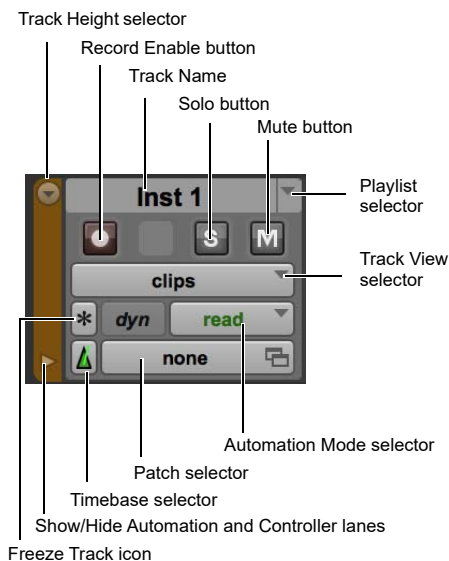 Track Height selector
Record Enable button
Track Name
Solo button
Mute button
Inst 1
Playlist
selector
S
M
clips
Track View
selector
*
dyn
read
none
Automation Mode selector
Patch selector
Timebase selector
Show/Hide Automation and Controller lanes
Freeze Track icon